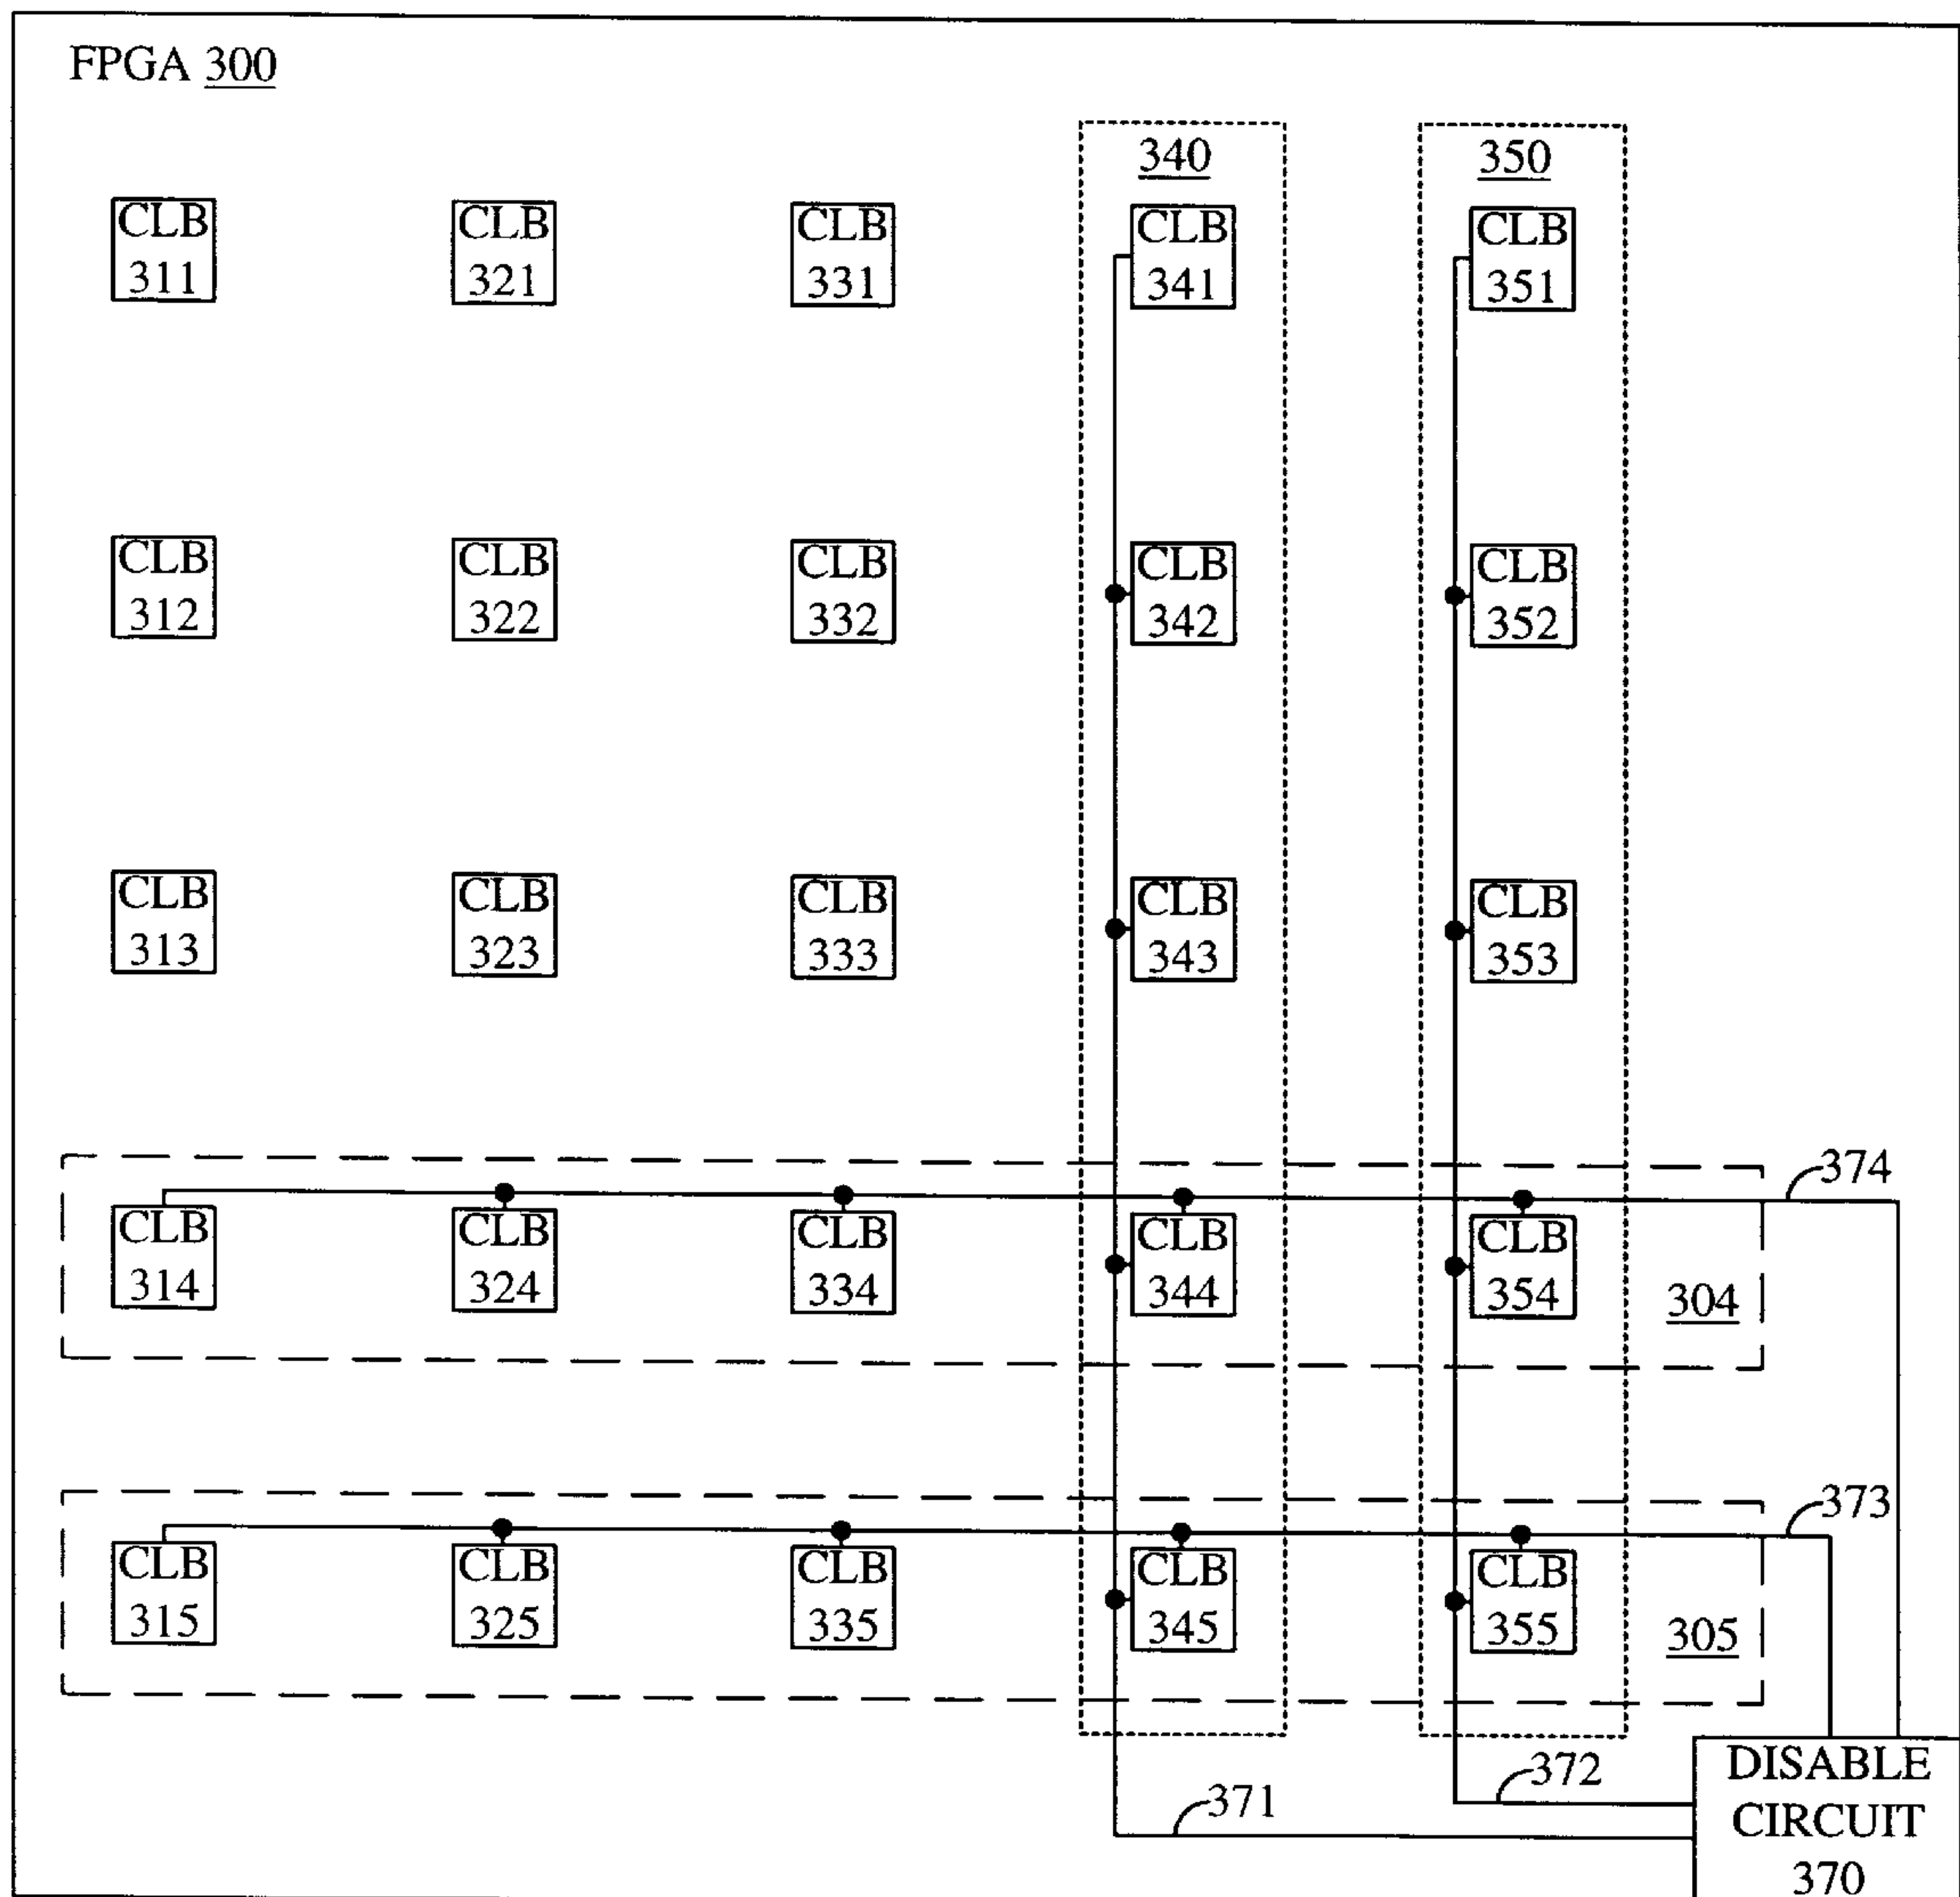 FPGA 300
340
350
CLB
311
CLB
321
CLB
331
CLB
341
CLB
351
CLB
312
CLB
322
CLB
332
CLB
342
CLB
352
CLB
313
CLB
323
CLB
333
CLB
343
CLB
353
374
CLB
314
CLB
324
CLB
334
CLB
344
CLB
354
304
373
CLB
315
CLB
325
CLB
335
CLB
345
CLB
355
305
372
371
DISABLE
CIRCUIT
370